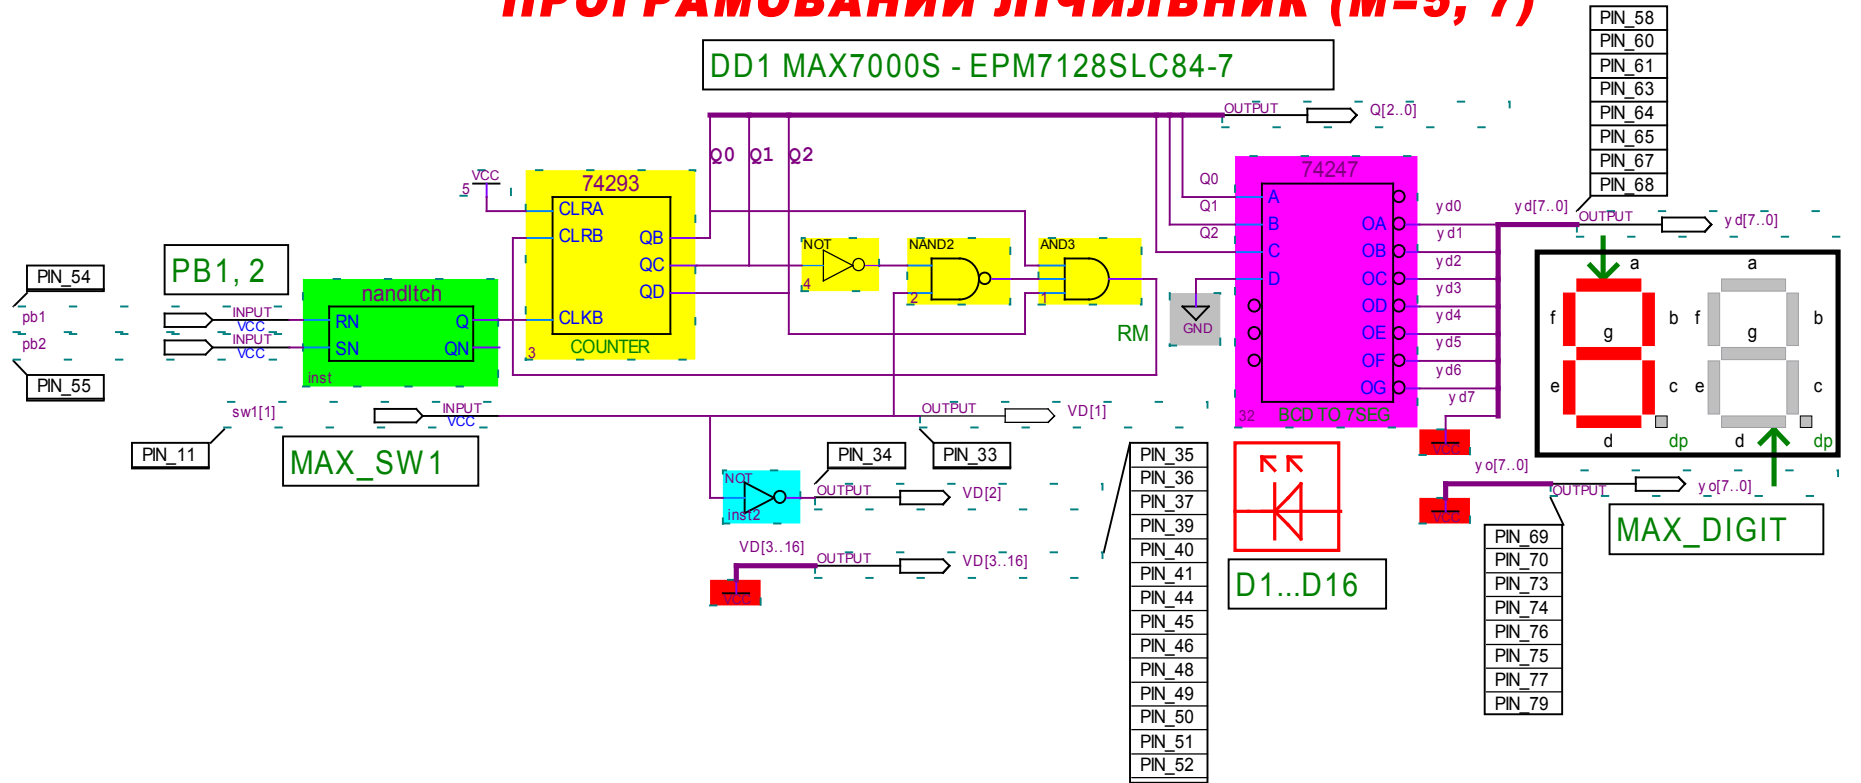 ПРОГРАМОВАНИЙ ЛІЧИЛЬНИК (M=5, 7)
DD1 MAX7000S - EPM7128SLC84-7
PIN_58
PIN_60
PIN_61
PIN_63
PIN_64
PIN_65
PIN_67
PIN_68
OUTPUT
Q[2..0]
Q0 Q1 Q2
VCC
5
74293
CLRA
CLRB
QB
QC
QD
CLKB
3
COUNTER
NOT
4
NAND2
2
AND3
1
RM
GND
74247
Q0
Q1
Q2
A
B
C
D
OA
OB
OC
OD
OE
OF
OG
32
BCD TO 7SEG
yd0
yd1
yd2
yd3
yd4
yd5
yd6
yd7
yd[7..0]
OUTPUT
yd[7..0]
VCC
a
f
b
g
e
c
d
dp
a
f
b
g
e
c
d
dp
PB1, 2
PIN_54
pb1
pb2
PIN_55
INPUT
VCC
INPUT
VCC
nandltch
RN
SN
Q
QN
inst
sw1[1]
PIN_11
INPUT
VCC
MAX_SW1
OUTPUT
VD[1]
PIN_33
PIN_34
NOT
inst2
OUTPUT
VD[2]
VD[3..16]
OUTPUT
VD[3..16]
VCC
PIN_35
PIN_36
PIN_37
PIN_39
PIN_40
PIN_41
PIN_44
PIN_45
PIN_46
PIN_48
PIN_49
PIN_50
PIN_51
PIN_52
D1...D16
yo[7..0]
OUTPUT
yo[7..0]
VCC
MAX_DIGIT
PIN_69
PIN_70
PIN_73
PIN_74
PIN_76
PIN_75
PIN_77
PIN_79